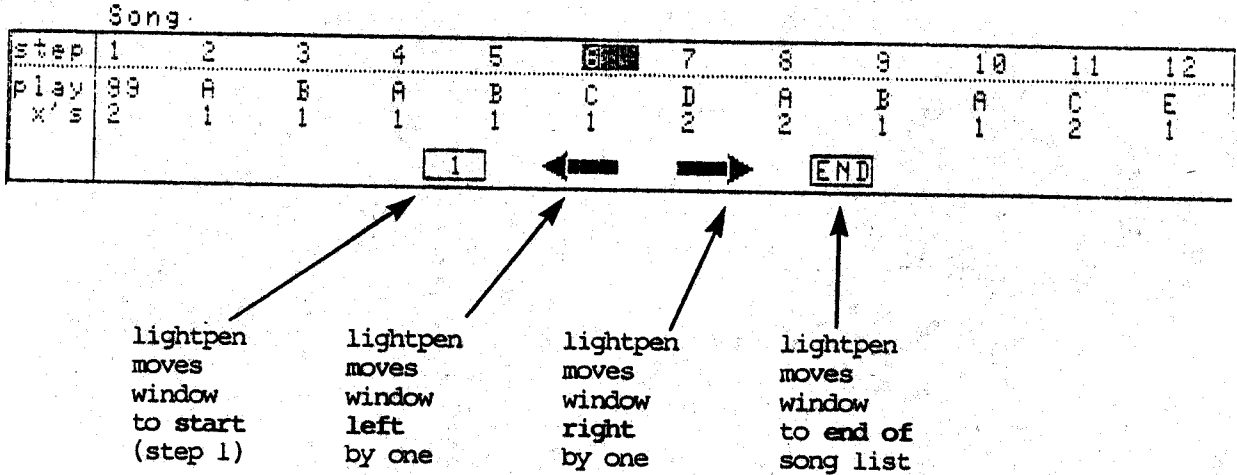 Song
step 1 2 3 4 5 6 7 8 9 10 11 12
play 99 A B A B C D A B A C E
x's 2 1 1 1 1 1 2 2 1 1 2 1
1 END
lightpen
moves
window
to start
(step 1)
lightpen
moves
window
left
by one
lightpen
moves
window
right
by one
lightpen
moves
window
to end of
song list